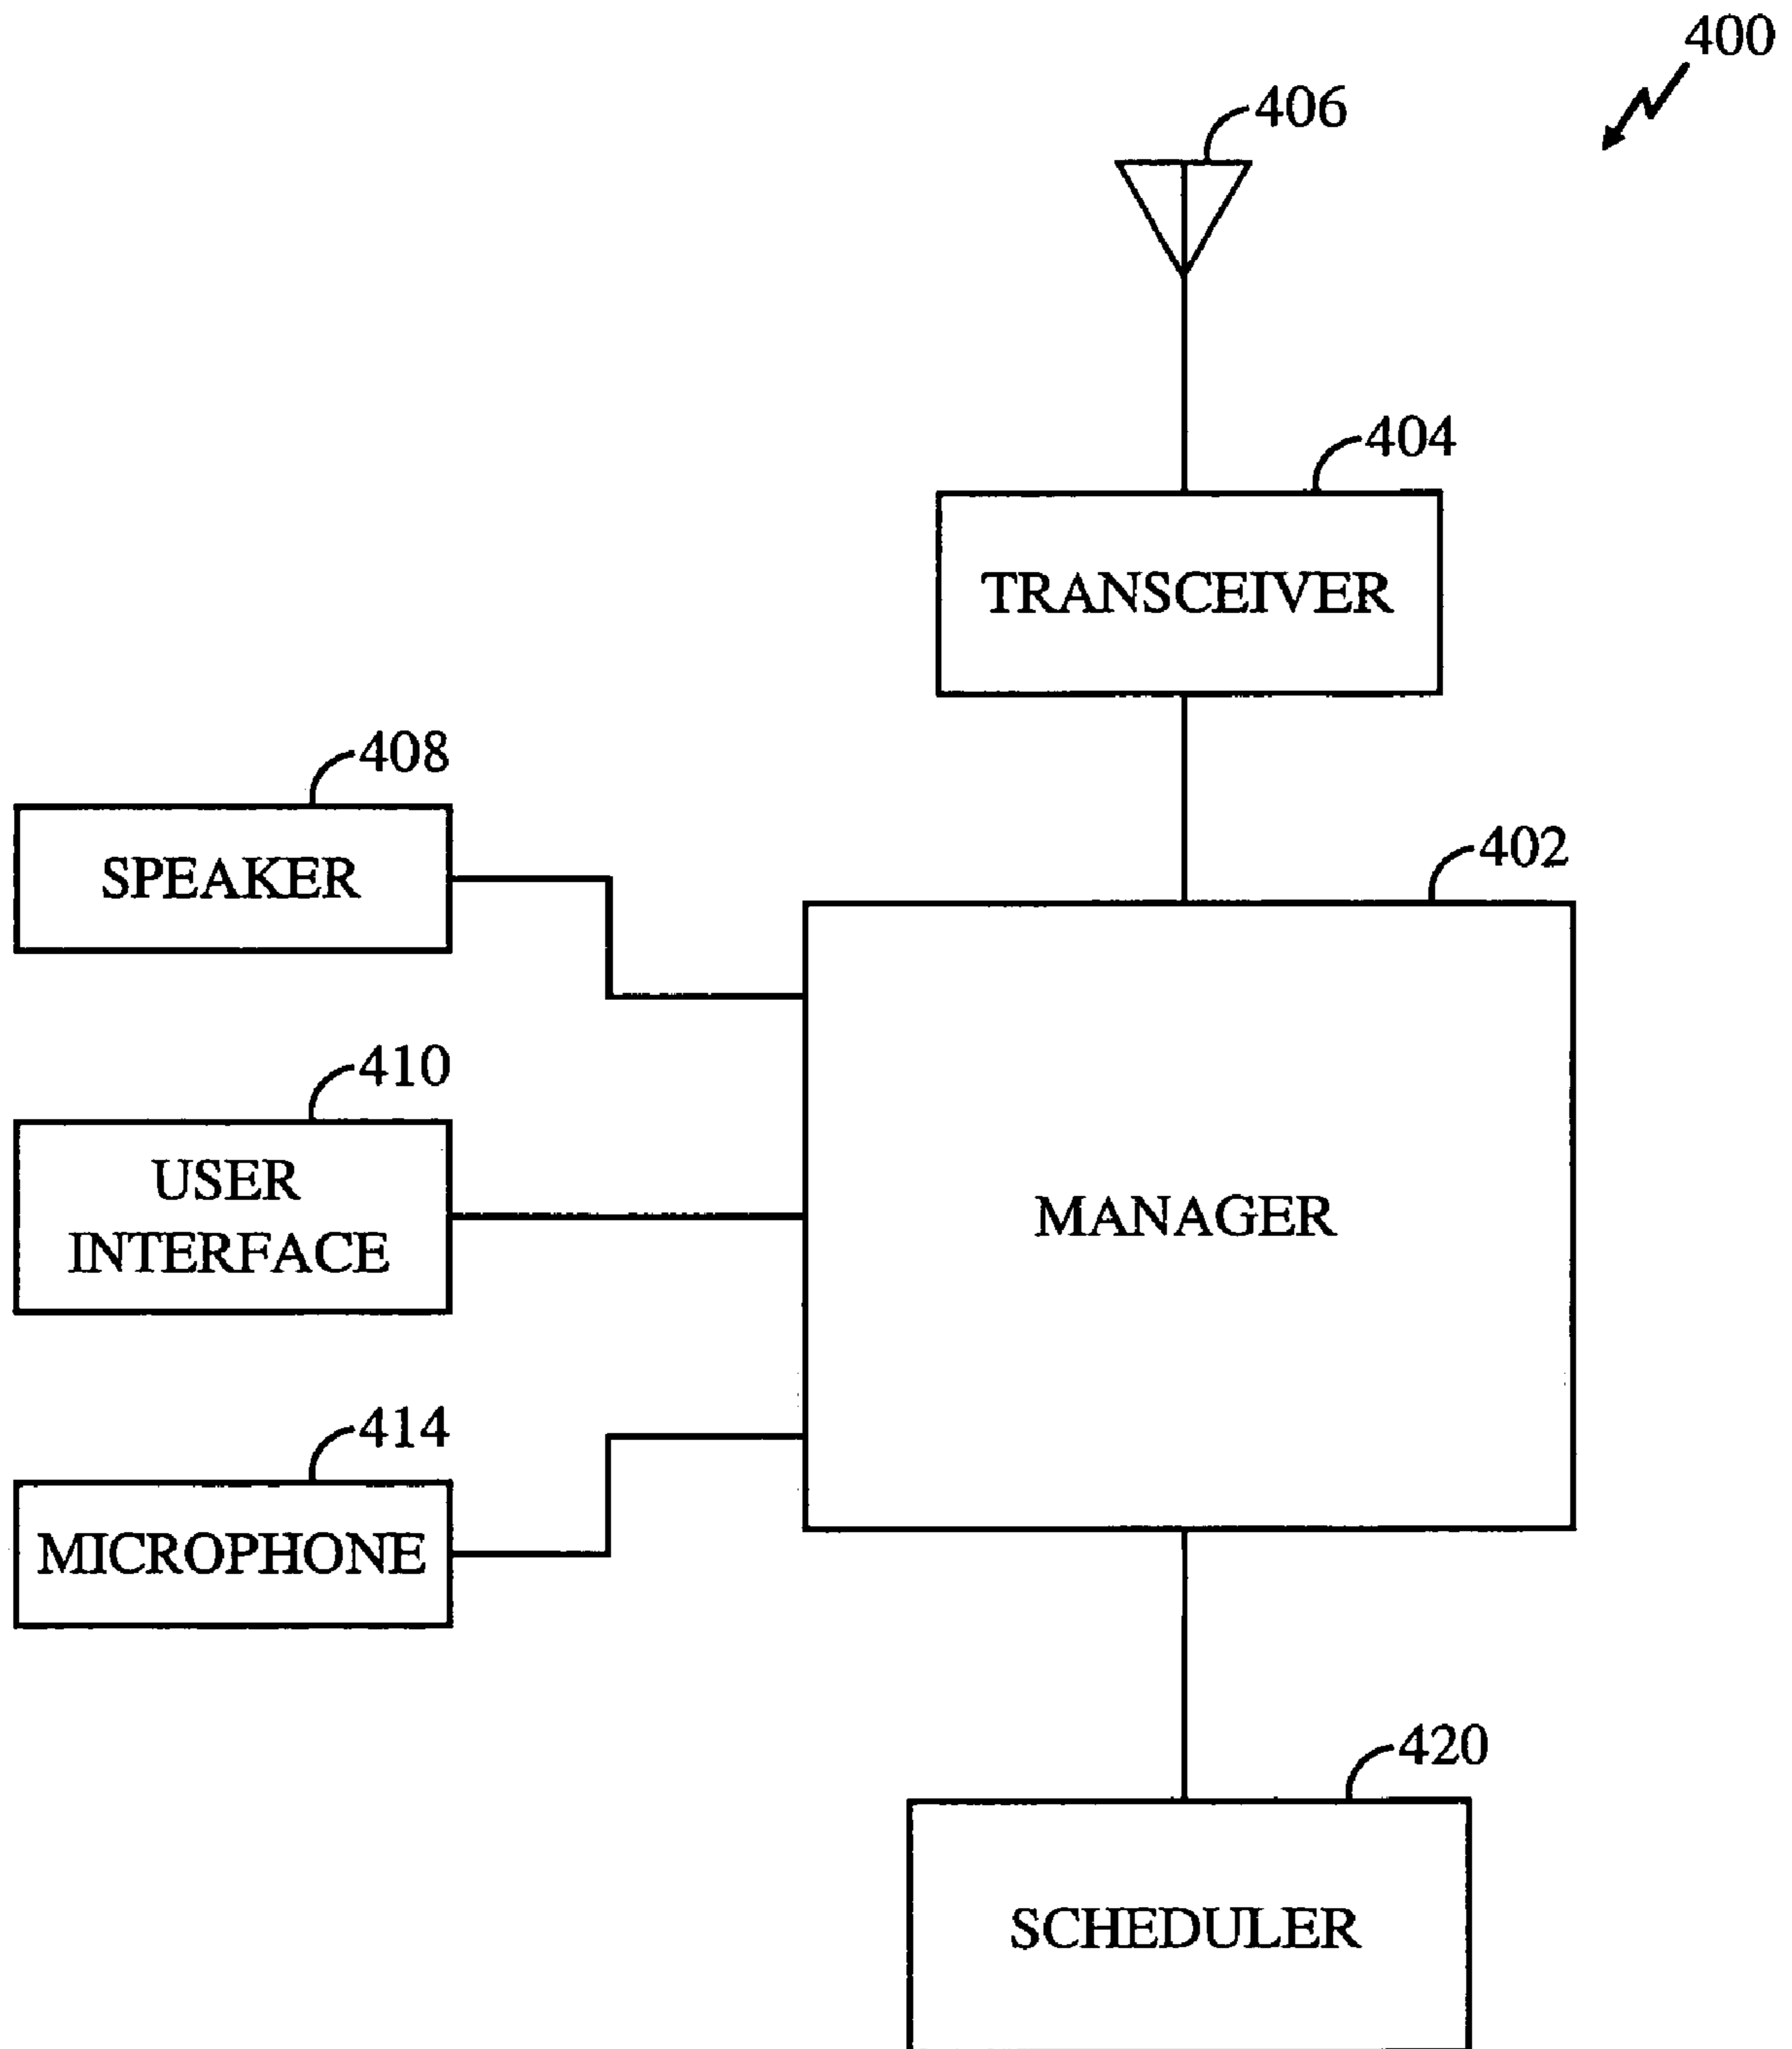 400
406
404
TRANSCEIVER
408
SPEAKER
402
410
USER
INTERFACE
MANAGER
414
MICROPHONE
420
SCHEDULER